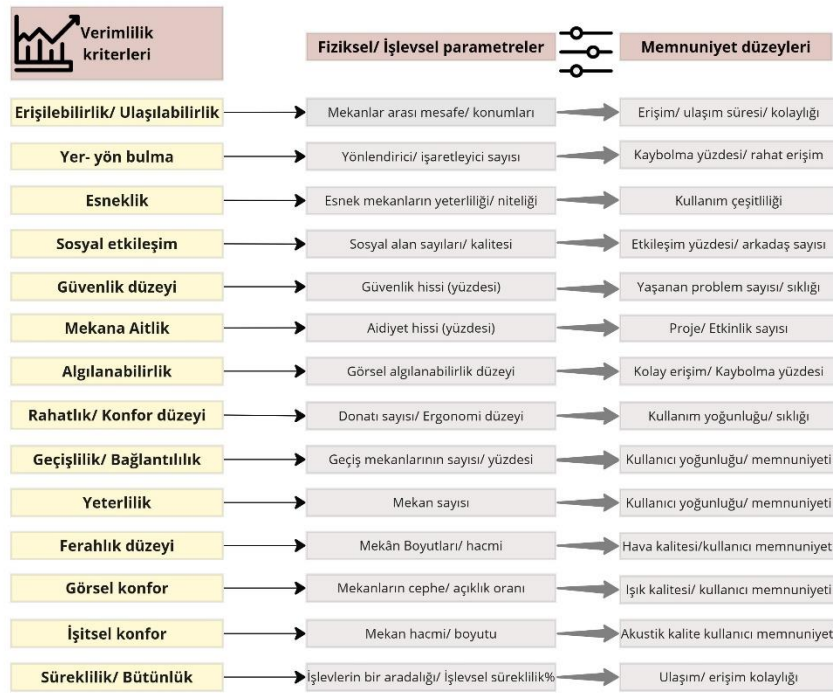 Verimlilik
kriterleri
Fiziksel/ İşlevsel parametreler
Memnuniyet düzeyleri
Erişilebilirlik/ Ulaşılabilirlik
Mekanlar arası mesafe/ konumları
Erişim/ ulaşım süresi/ kolaylığı
Yer- yön bulma
Yönlendirici/ işaretleyici sayısı
Kaybolma yüzdesi/ rahat erişim
Esneklik
Esnek mekanların yeterliliği/ niteliği
Kullanım çeşitliliği
Sosyal etkileşim
Sosyal alan sayıları/ kalitesi
Etkileşim yüzdesi/ arkadaş sayısı
Güvenlik düzeyi
Güvenlik hissi (yüzdesi)
Yaşanan problem sayısı/ sıklığı
Mekana Aitlik
Aidiyet hissi (yüzdesi)
Proje/ Etkinlik sayısı
Algılanabilirlik
Görsel algılanabilirlik düzeyi
Kolay erişim/ Kaybolma yüzdesi
Rahatlık/ Konfor düzeyi
Donatı sayısı/ Ergonomi düzeyi
Kullanım yoğunluğu/ sıklığı
Geçişlilik/ Bağlantılılık
Geçiş mekanlarının sayısı/ yüzdesi
Kullanıcı yoğunluğu/ memnuniyeti
Yeterlilik
Mekan sayısı
Kullanıcı yoğunluğu/ memnuniyeti
Ferahlık düzeyi
Mekân Boyutları/ hacmi
Hava kalitesi/kullanıcı memnuniyet
Görsel konfor
Mekanların cephe/ açıklık oranı
Işık kalitesi/ kullanıcı memnuniyeti
İşitsel konfor
Mekan hacmi/ boyutu
Akustik kalite kullanıcı memnuniyet
Süreklilik/ Bütünlük
İşlevlerin bir aradalığı/ İşlevsel süreklilik%
Ulaşım/ erişim kolaylığı